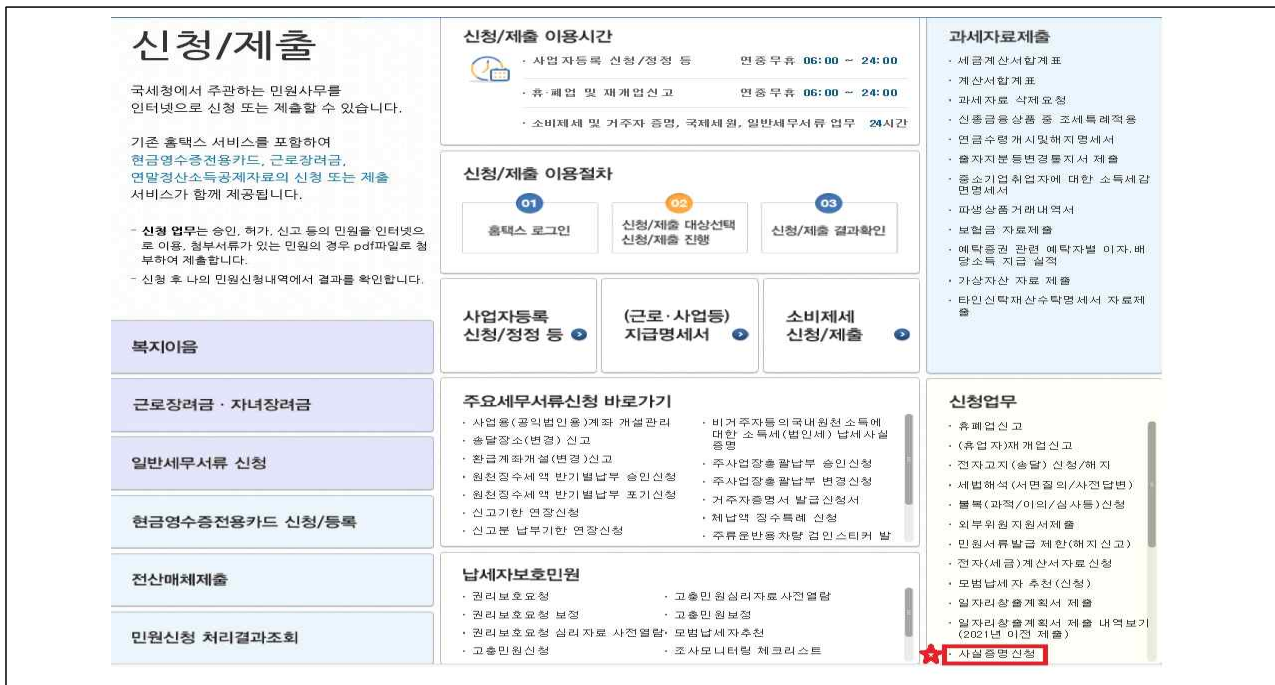 신청/제출
국세청에서 주관하는 민원사무를
인터넷으로 신청 또는 제출할 수 있습니다.
기존 홈택스 서비스를 포함하여
현금영수증전용카드, 근로장려금,
연말정산소득공제자료의 신청 또는 제출
서비스가 함께 제공됩니다.
- 신청 업무는 승인, 허가, 신고 등의 민원을 인터넷으
로 이용, 첨부서류가 있는 민원의 경우 pdf파일로 첨
부하여 제출합니다.
- 신청 후 나의 민원신청내역에서 결과를 확인합니다.
복지이음
근로장려금 · 자녀장려금
일반세무서류 신청
현금영수증전용카드 신청/등록
전산매체제출
민원신청 처리결과조회
신청/제출 이용시간
· 사업자등록 신청/정정 등 연중무휴 06:00 ~ 24:00
· 휴·폐업 및 재개업신고 연중무휴 06:00 ~ 24:00
· 소비제세 및 거주자 증명, 국제세원, 일반세무서류 업무 24시간
신청/제출 이용절차
01
홈택스 로그인
02
신청/제출 대상선택
신청/제출 진행
03
신청/제출 결과확인
사업자등록
신청/정정 등
(근로·사업등)
지급명세서
소비제세
신청/제출
주요세무서류신청 바로가기
· 사업용(공익법인용)계좌 개설관리
· 송달장소(변경) 신고
· 환급계좌개설(변경)신고
· 원천징수세액 반기별납부 승인신청
· 원천징수세액 반기별납부 포기신청
· 신고기한 연장신청
· 신고분 납부기한 연장신청
· 비거주자등의국내원천소득에
대한 소득세(법인세) 납세사실
증명
· 주사업장총괄납부 승인신청
· 주사업장총괄납부 변경신청
· 거주자증명서 발급신청서
· 체납액 징수특례 신청
· 주류운반용차량 검인스티커 발
납세자보호민원
· 권리보호요청
· 권리보호요청 보정
· 권리보호요청 심리자료 사전열람
· 고충민원신청
· 고충민원심리자료사전열람
· 고충민원보정
· 모범납세자추천
· 조사모니터링 체크리스트
과세자료제출
· 세금계산서합계표
· 계산서합계표
· 과세자료 삭제요청
· 신종금융상품 중 조세특례적용
· 연금수령개시및해지명세서
· 출자지분등변경통지서 제출
· 중소기업취업자에 대한 소득세감
면명세서
· 파생상품거래내역서
· 보험금 자료제출
· 예탁증권 관련 예탁자별 이자.배
당소득 지급 실적
· 가상자산 자료 제출
· 타인신탁재산수탁명세서 자료제
출
신청업무
· 휴폐업신고
· (휴업자)재개업신고
· 전자고지(송달) 신청/해지
· 세법해석(서면질의/사전답변)
· 불복(과적/이의/심사등)신청
· 외부위원지원서제출
· 민원서류발급 제한(해지신고)
· 전자(세금)계산서자료신청
· 모범납세자 추천(신청)
· 일자리창출계획서 제출
· 일자리창출계획서 제출 내역보기
(2021년 이전 제출)
· 사실증명신청